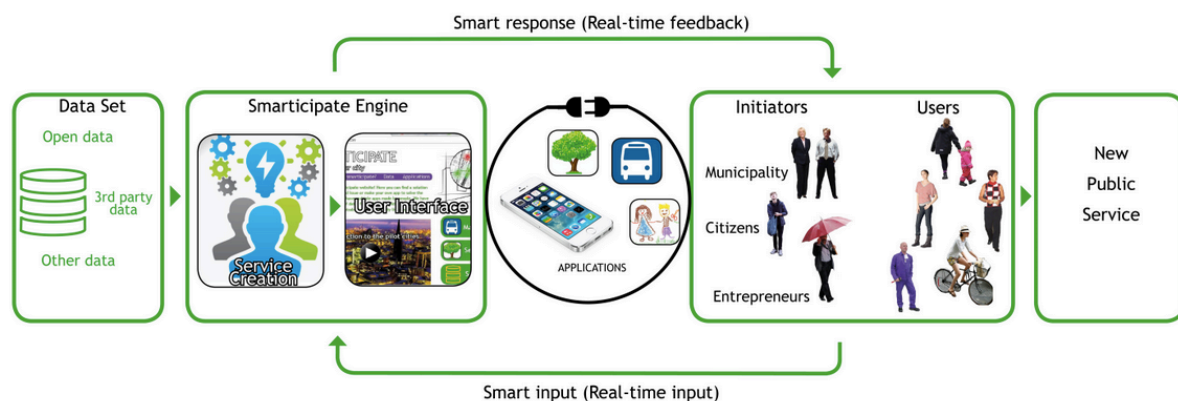 Smart response (Real-time feedback)
Data Set
Open data
3rd party
data
Other data
Smarticipate Engine
Service
Creation
TICIPATE
User Interface
APPLICATIONS
Initiators
Municipality
Citizens
Entrepreneurs
Users
New
Public
Service
Smart input (Real-time input)